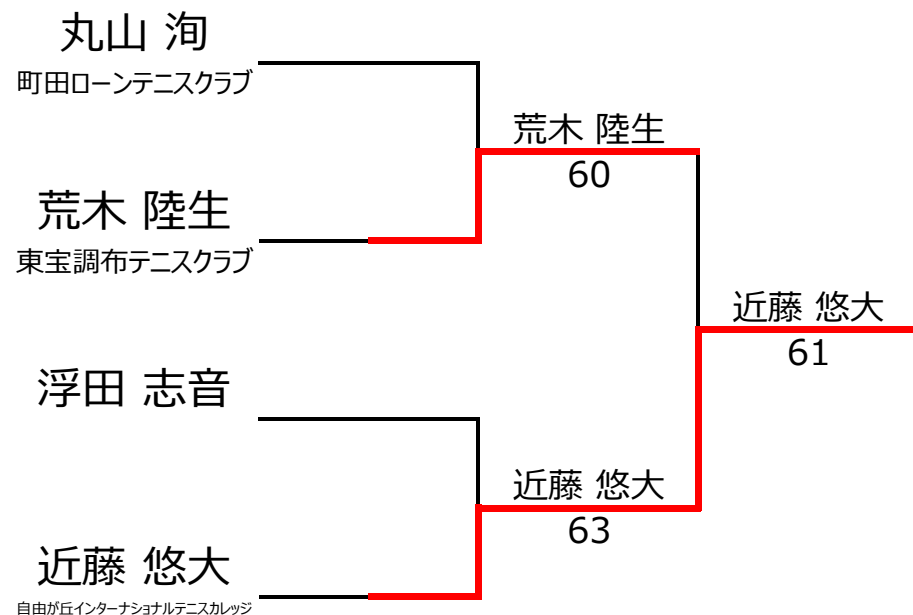 丸山 洵
町田ローンテニスクラブ
荒木 陸生
60
荒木 陸生
東宝調布テニスクラブ
近藤 悠大
61
浮田 志音
近藤 悠大
63
近藤 悠大
自由が丘インターナショナルテニスカレッジ